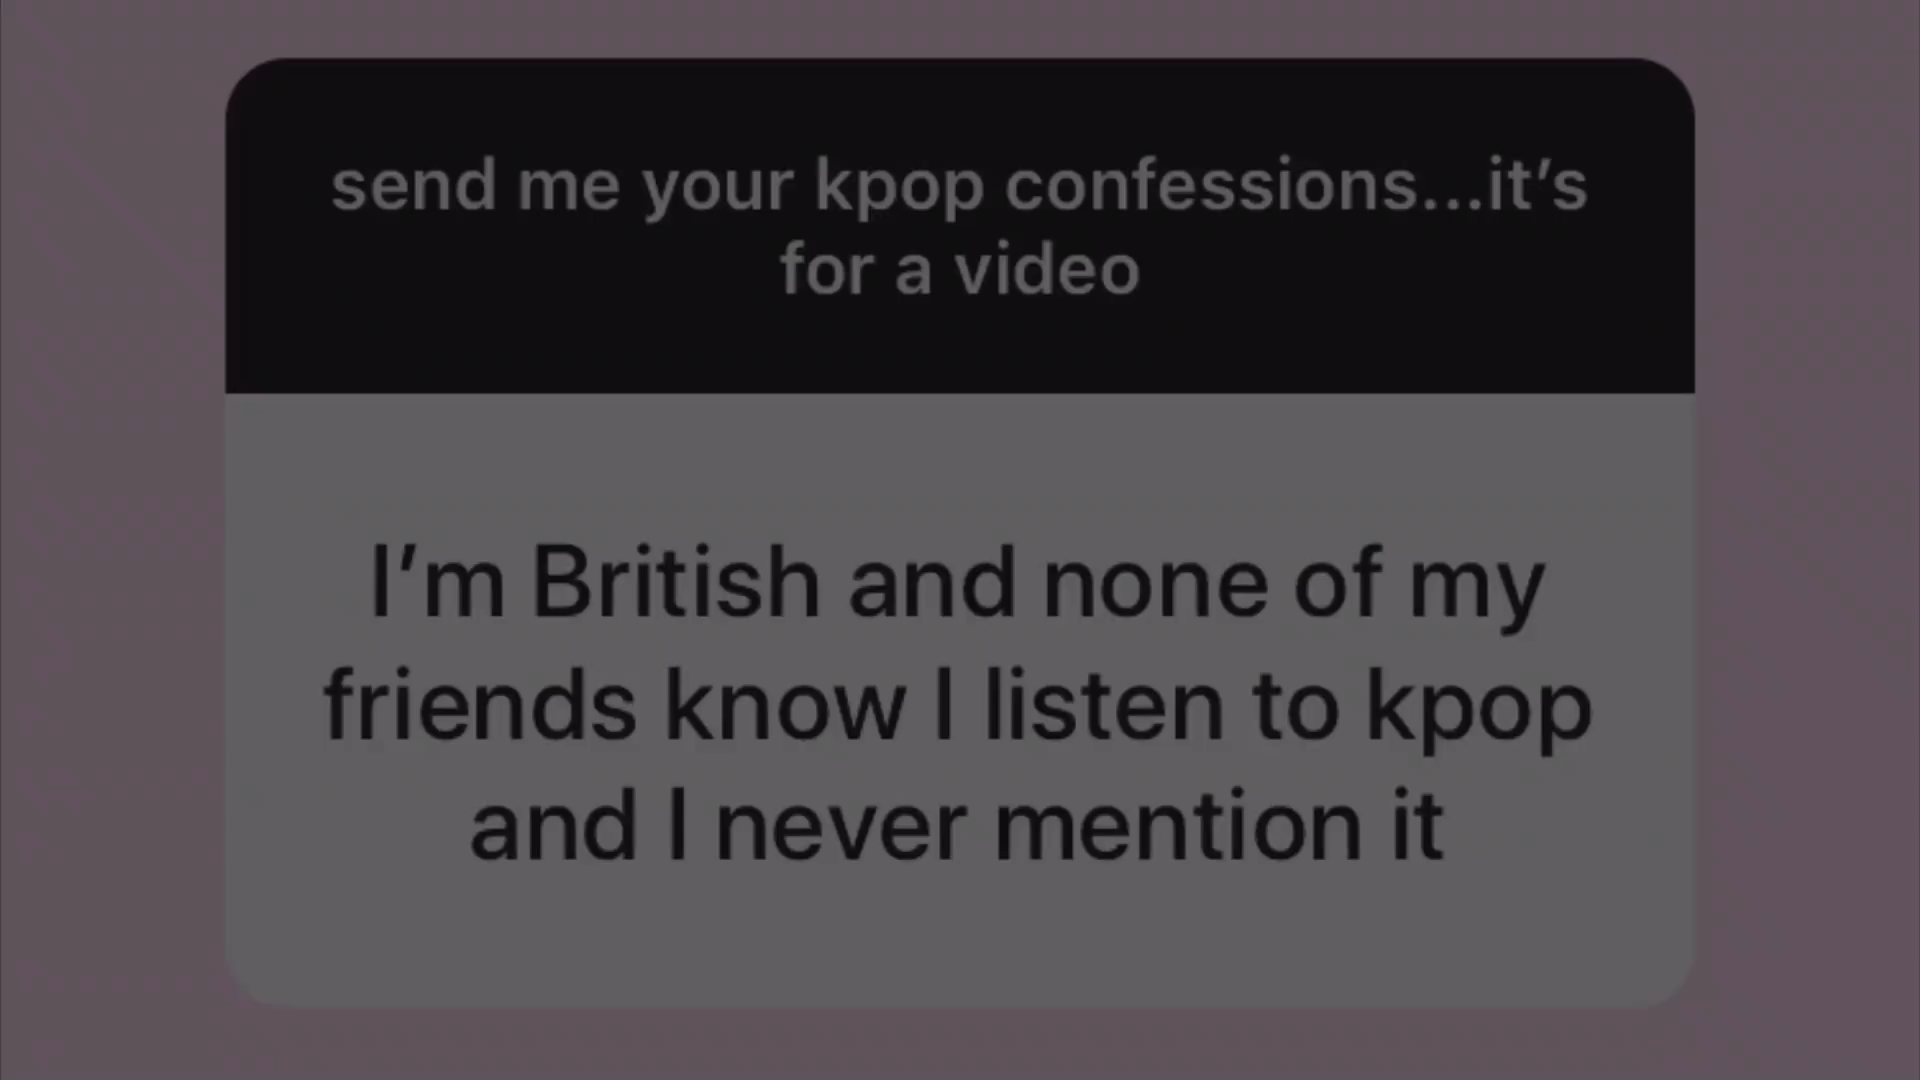 send me your kpop confessions...it’s
for a video
I’m British and none of my
friends know I listen to kpop
and I never mention it